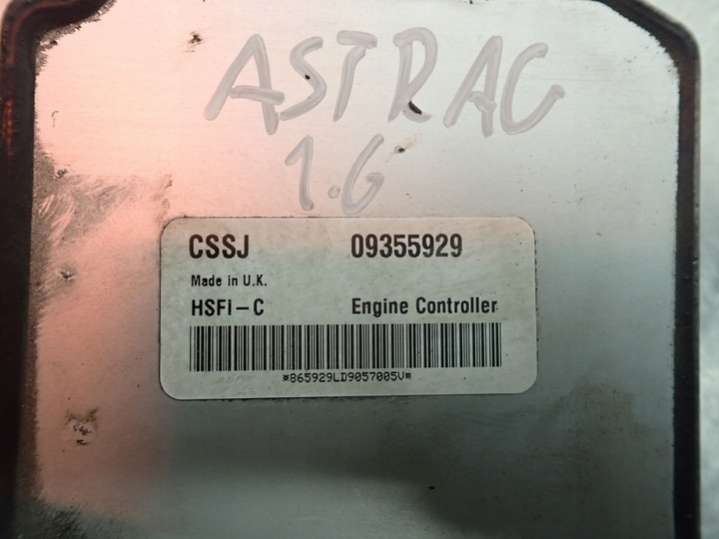 ASTRA G
1.6
CSSJ 09355929
Made in U.K.
HSFI-C Engine Controller
*865929LD9057005V*